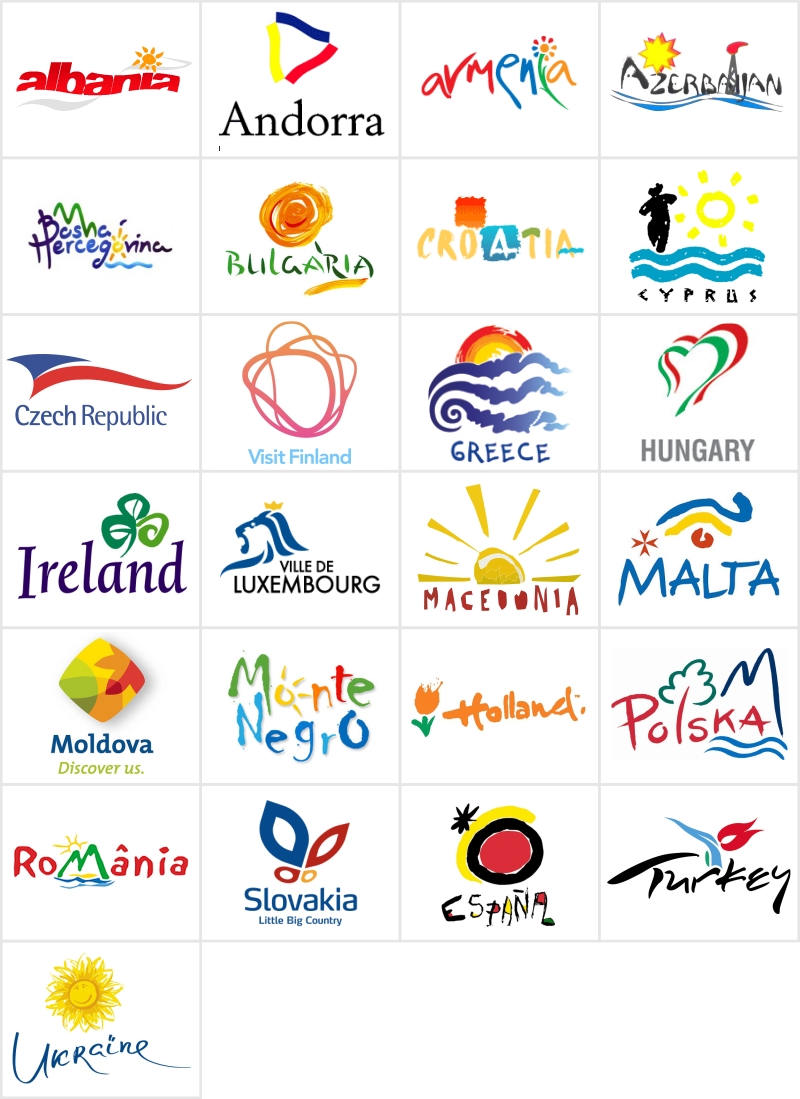 albania
Andorra
armenia
AZERBAIJAN
Bosna
Hercegovina
BULGARIA
CROATIA
CYPRUS
Czech Republic
Visit Finland
GREECE
HUNGARY
Ireland
VILLE DE
LUXEMBOURG
MACEDONIA
MALTA
Moldova
Discover us.
Monte
Negro
Holland™
PolskA
RoMânia
Slovakia
Little Big Country
ESPAÑA
Turkey
Ukraine